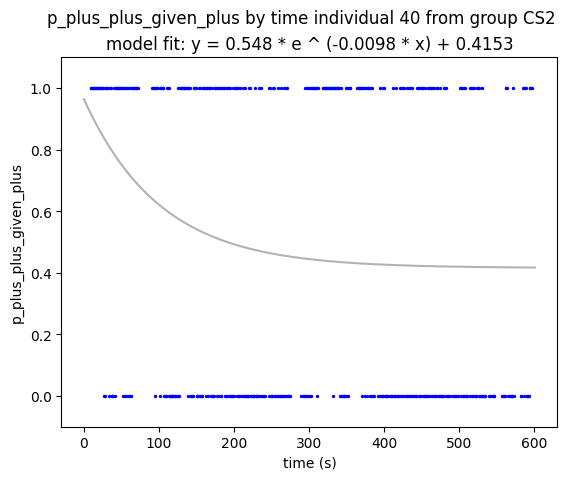 p_plus_plus_given_plus by time individual 40 from group CS2
model fit: y = 0.548 * e ^ (-0.0098 * x) + 0.4153
1.0
0.8
0.6
0.4
0.2
0.0
p_plus_plus_given_plus
0 100 200 300 400 500 600
time (s)